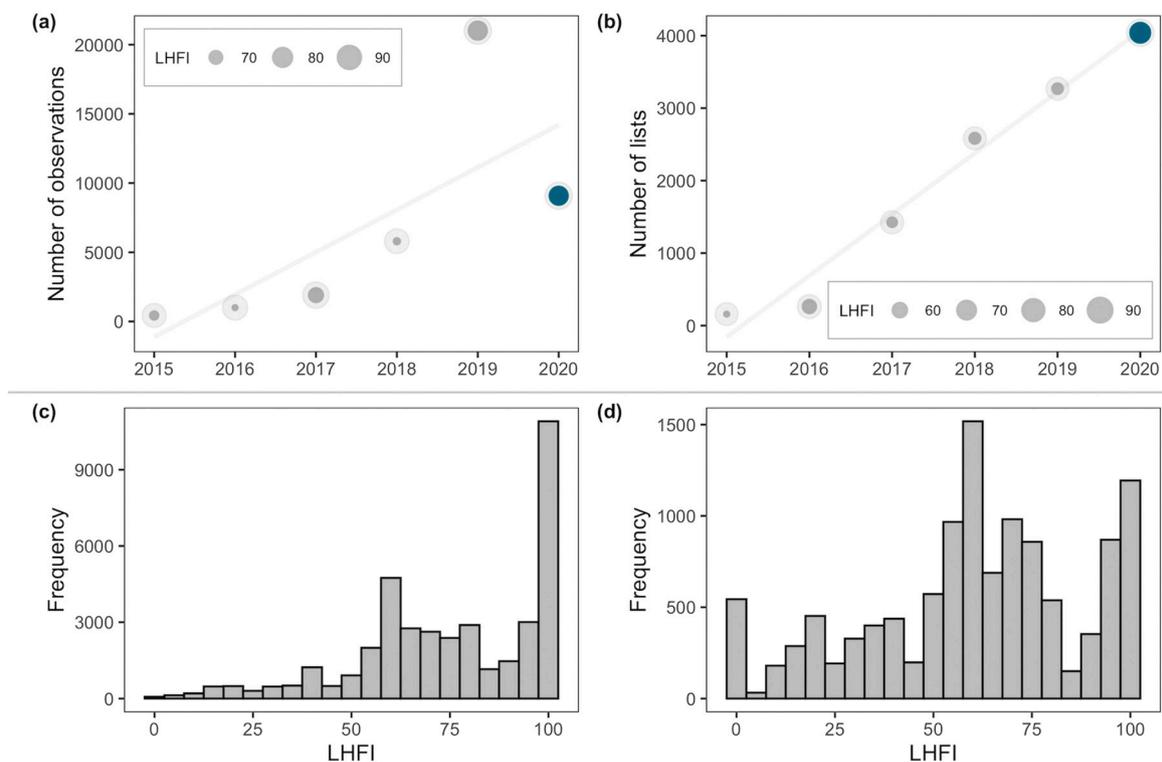 (a)
Number of observations
20000
15000
10000
5000
0
LHFI 70 80 90
2015 2016 2017 2018 2019 2020
(b)
Number of lists
4000
3000
2000
1000
0
LHFI 60 70 80 90
2015 2016 2017 2018 2019 2020
(c)
Frequency
9000
6000
3000
0
0 25 50 75 100
LHFI
(d)
Frequency
1500
1000
500
0
0 25 50 75 100
LHFI